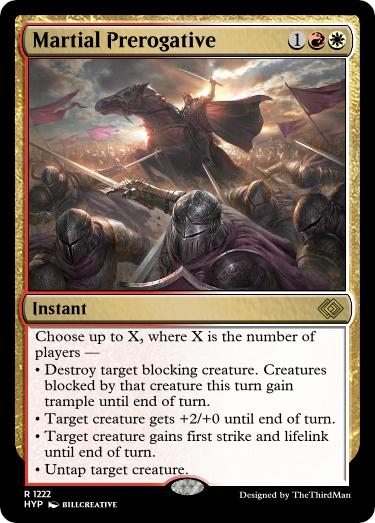 Martial Prerogative 1
Instant
Choose up to X, where X is the number of
players —
• Destroy target blocking creature. Creatures
blocked by that creature this turn gain
trample until end of turn.
• Target creature gets +2/+0 until end of turn.
• Target creature gains first strike and lifelink
until end of turn.
• Untap target creature.
R 1222
HYP BILLCREATIVE Designed by TheThirdMan